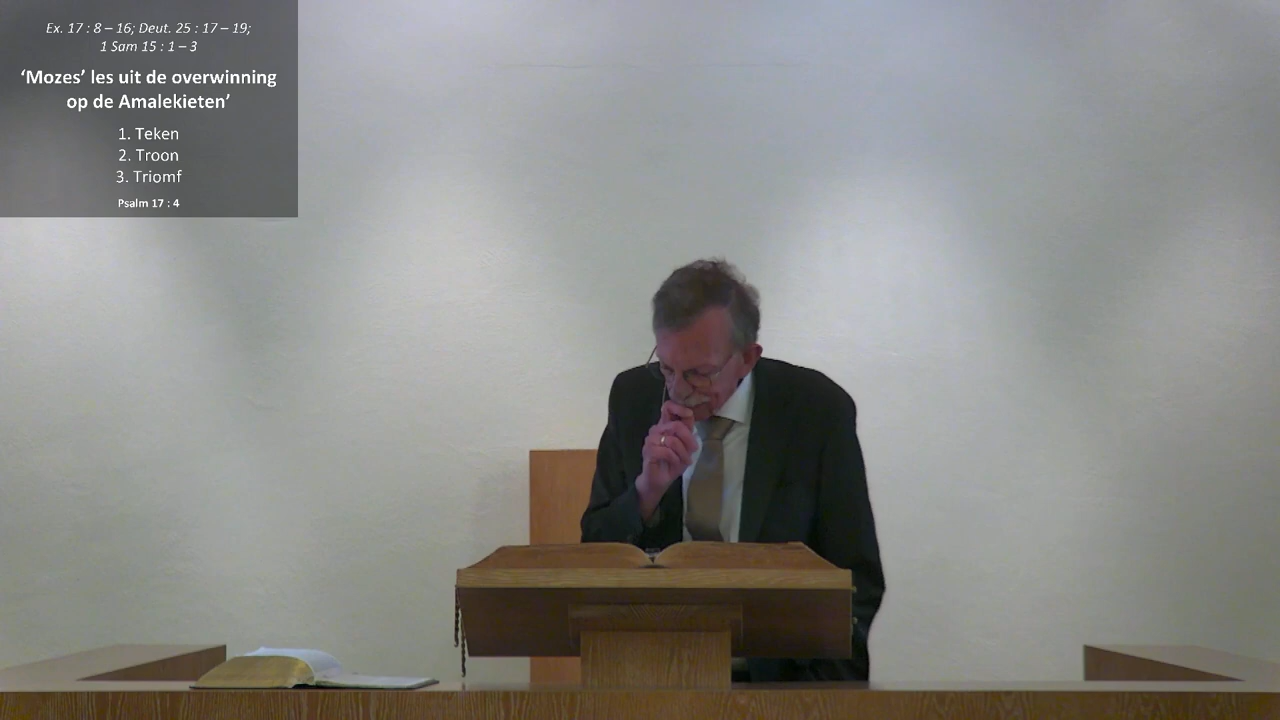 Ex. 17 : 8 – 16; Deut. 25 : 17 – 19;
1 Sam 15 : 1 – 3
‘Mozes’ les uit de overwinning
op de Amalekieten’
1. Teken
2. Troon
3. Triomf
Psalm 17 : 4